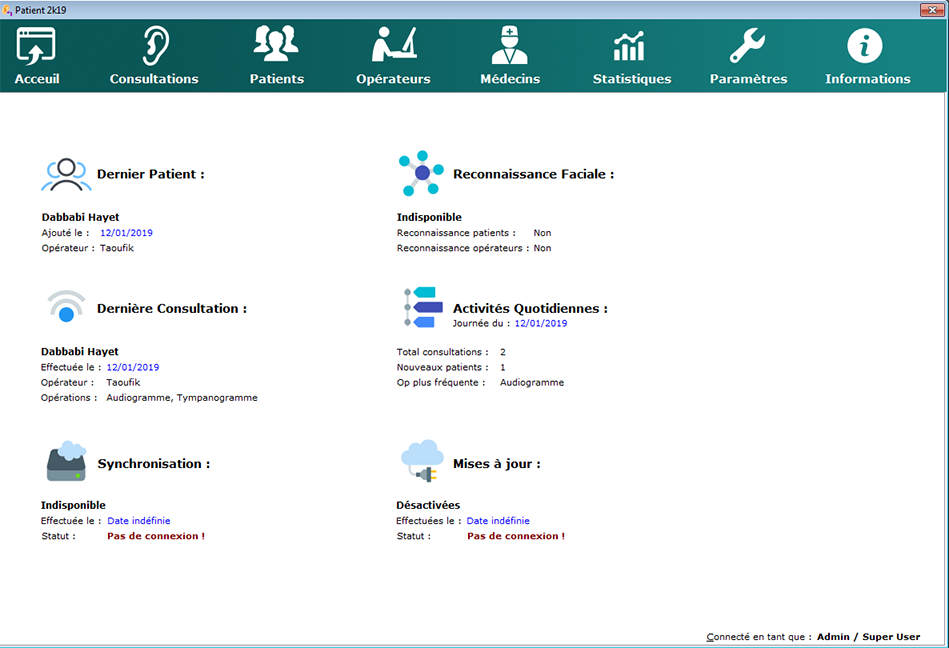 Patient 2k19
Acceuil Consultations Patients Opérateurs Médecins Statistiques Paramètres Informations
Dernier Patient :
Dabbabi Hayet
Ajouté le : 12/01/2019
Opérateur : Taoufik
Reconnaissance Faciale :
Indisponible
Reconnaissance patients : Non
Reconnaissance opérateurs : Non
Dernière Consultation :
Dabbabi Hayet
Effectuée le : 12/01/2019
Opérateur : Taoufik
Opérations : Audiogramme, Tympanogramme
Activités Quotidiennes :
Journée du : 12/01/2019
Total consultations : 2
Nouveaux patients : 1
Op plus fréquente : Audiogramme
Synchronisation :
Indisponible
Effectuée le : Date indéfinie
Statut : Pas de connexion !
Mises à jour :
Désactivées
Effectuées le : Date indéfinie
Statut : Pas de connexion !
Connecté en tant que : Admin / Super User